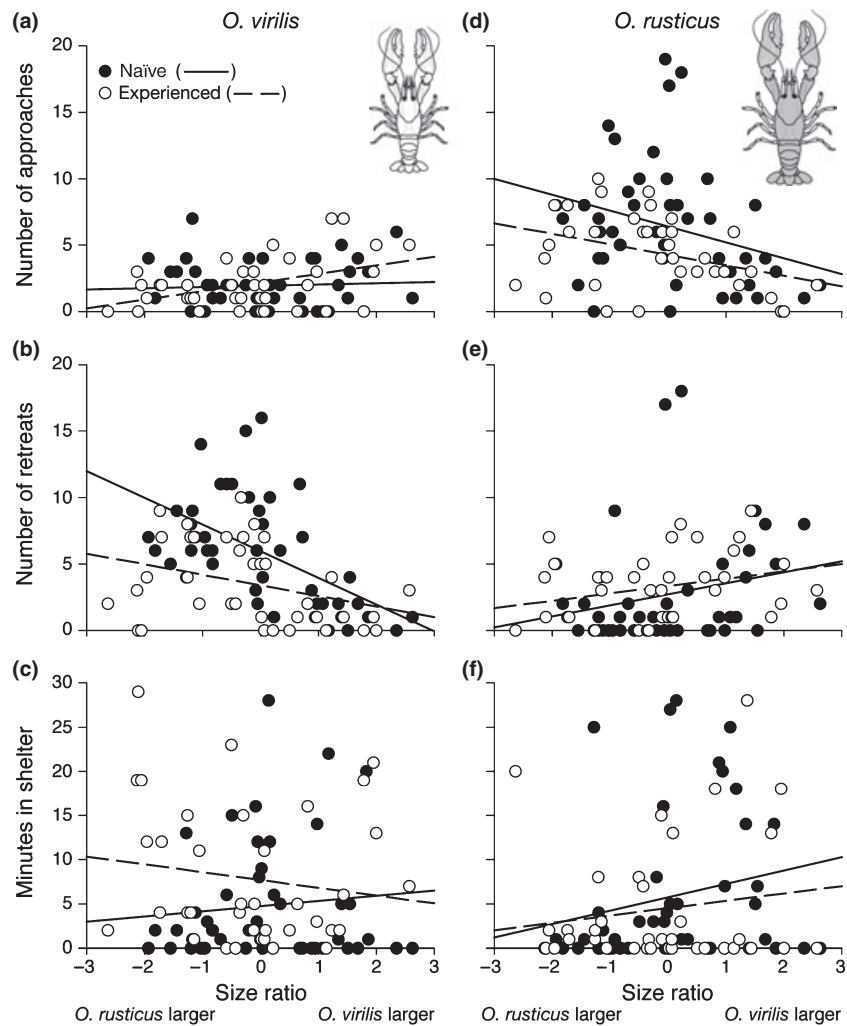 (a) O. virilis
(d) O. rusticus
Naïve ( )
Experienced ( )
Number of approaches
20
15
10
5
0
(b)
(e)
Number of retreats
20
15
10
5
0
(c)
(f)
Minutes in shelter
30
25
20
15
10
5
0
−3 −2 −1 0 1 2 3
−3 −2 −1 0 1 2 3
Size ratio
Size ratio
O. rusticus larger O. virilis larger
O. rusticus larger O. virilis larger